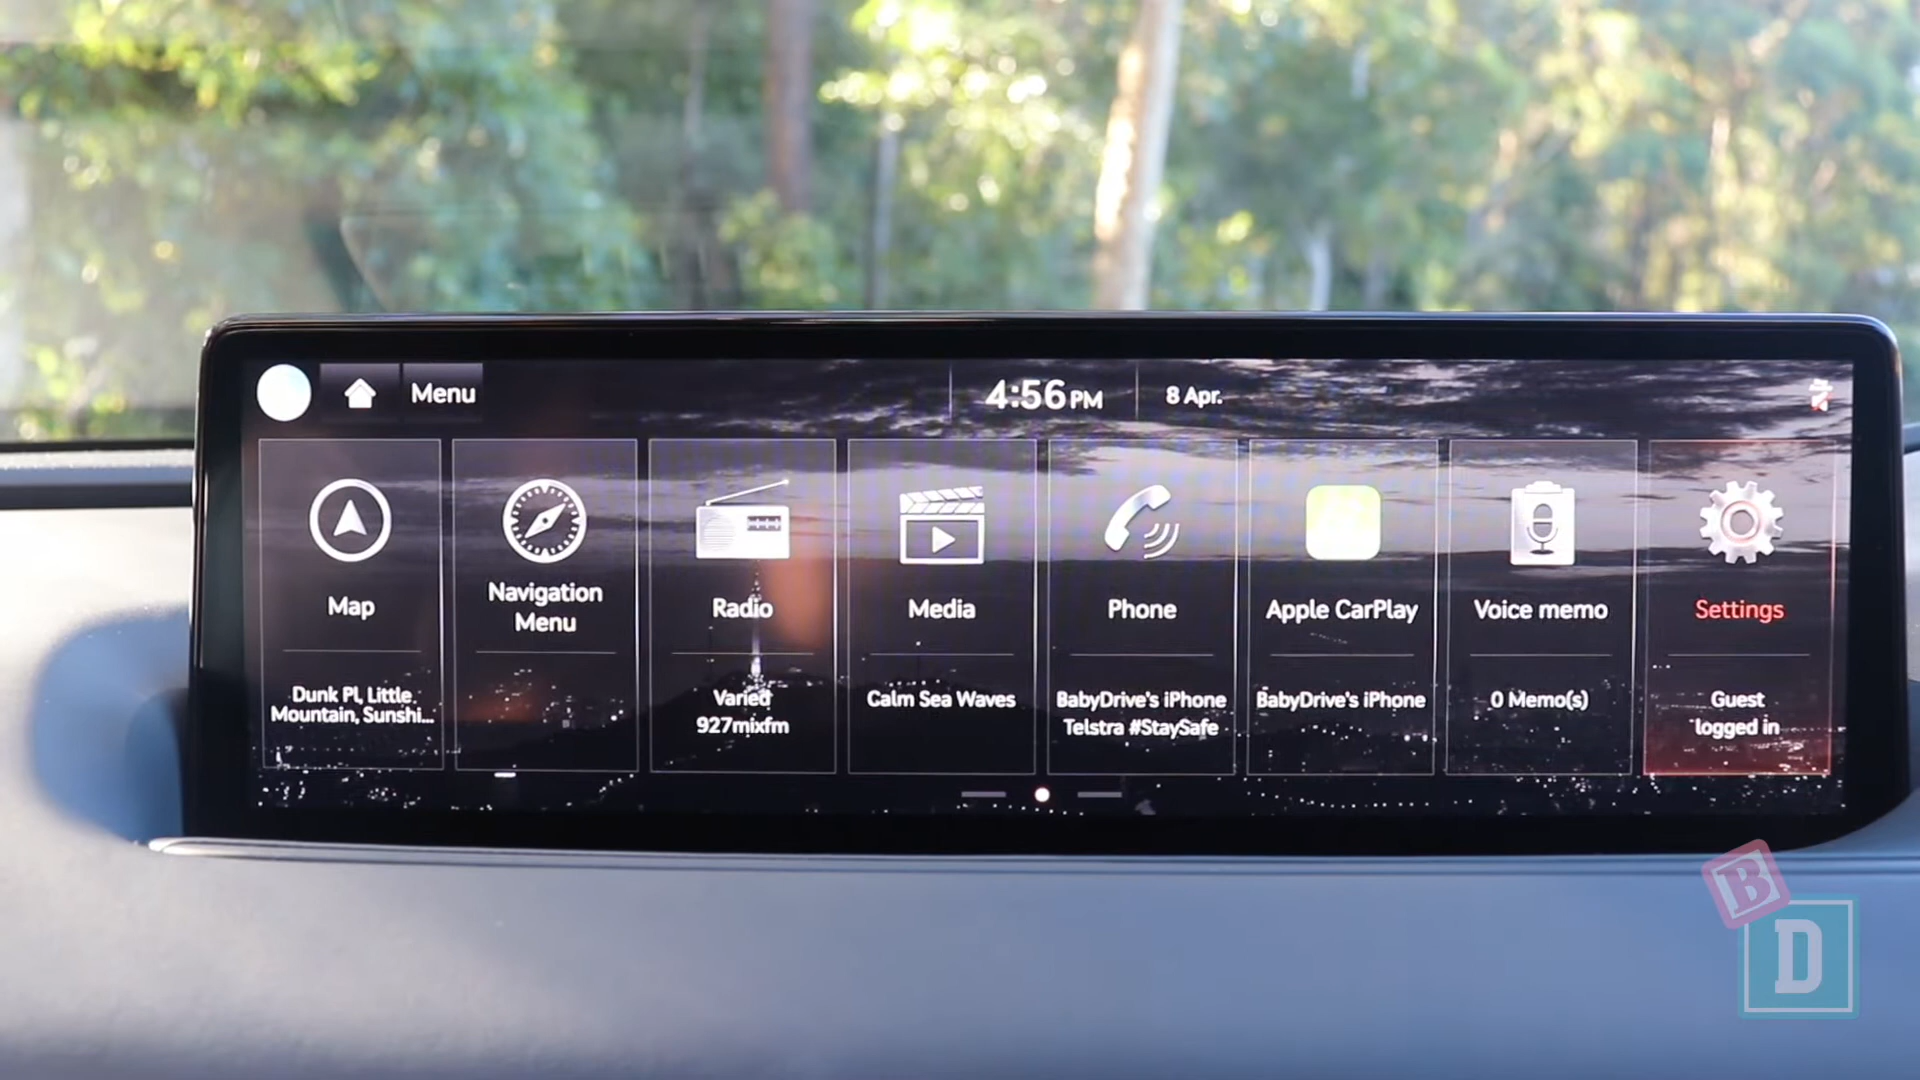 Menu
4:56 PM
8 Apr.
Map
Dunk Pl, Little
Mountain, Sunshi...
Navigation
Menu
Radio
Varied
927mixfm
Media
Calm Sea Waves
Phone
BabyDrive's iPhone
Telstra #StaySafe
Apple CarPlay
BabyDrive's iPhone
Voice memo
0 Memo(s)
Settings
Guest
logged in
B
D